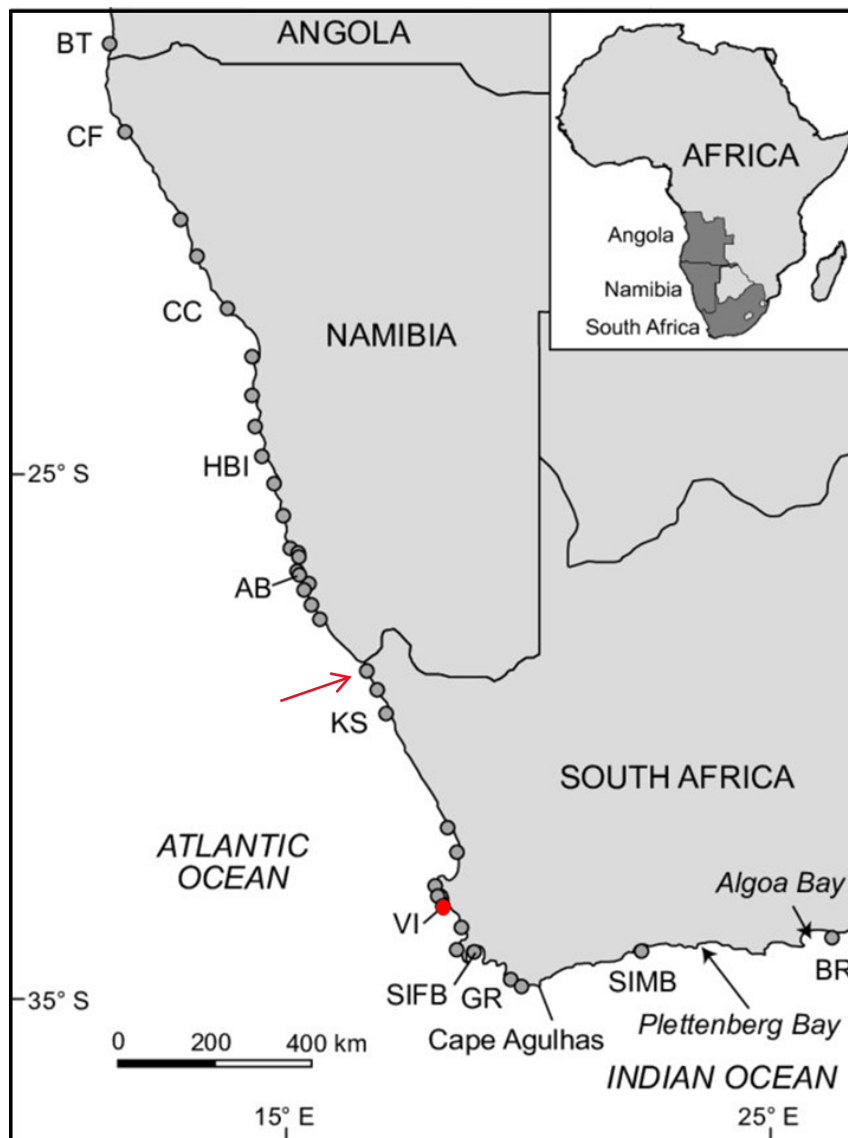 ANGOLA
BT
CF
AFRICA
Angola
Namibia
South Africa
CC
NAMIBIA
HBI
25° S
AB
KS
SOUTH AFRICA
ATLANTIC
OCEAN
Algoa Bay
VI
SIFB
GR
SIMB
BR
35° S
Cape Agulhas
Plettenberg Bay
0 200 400 km
INDIAN OCEAN
15° E
25° E